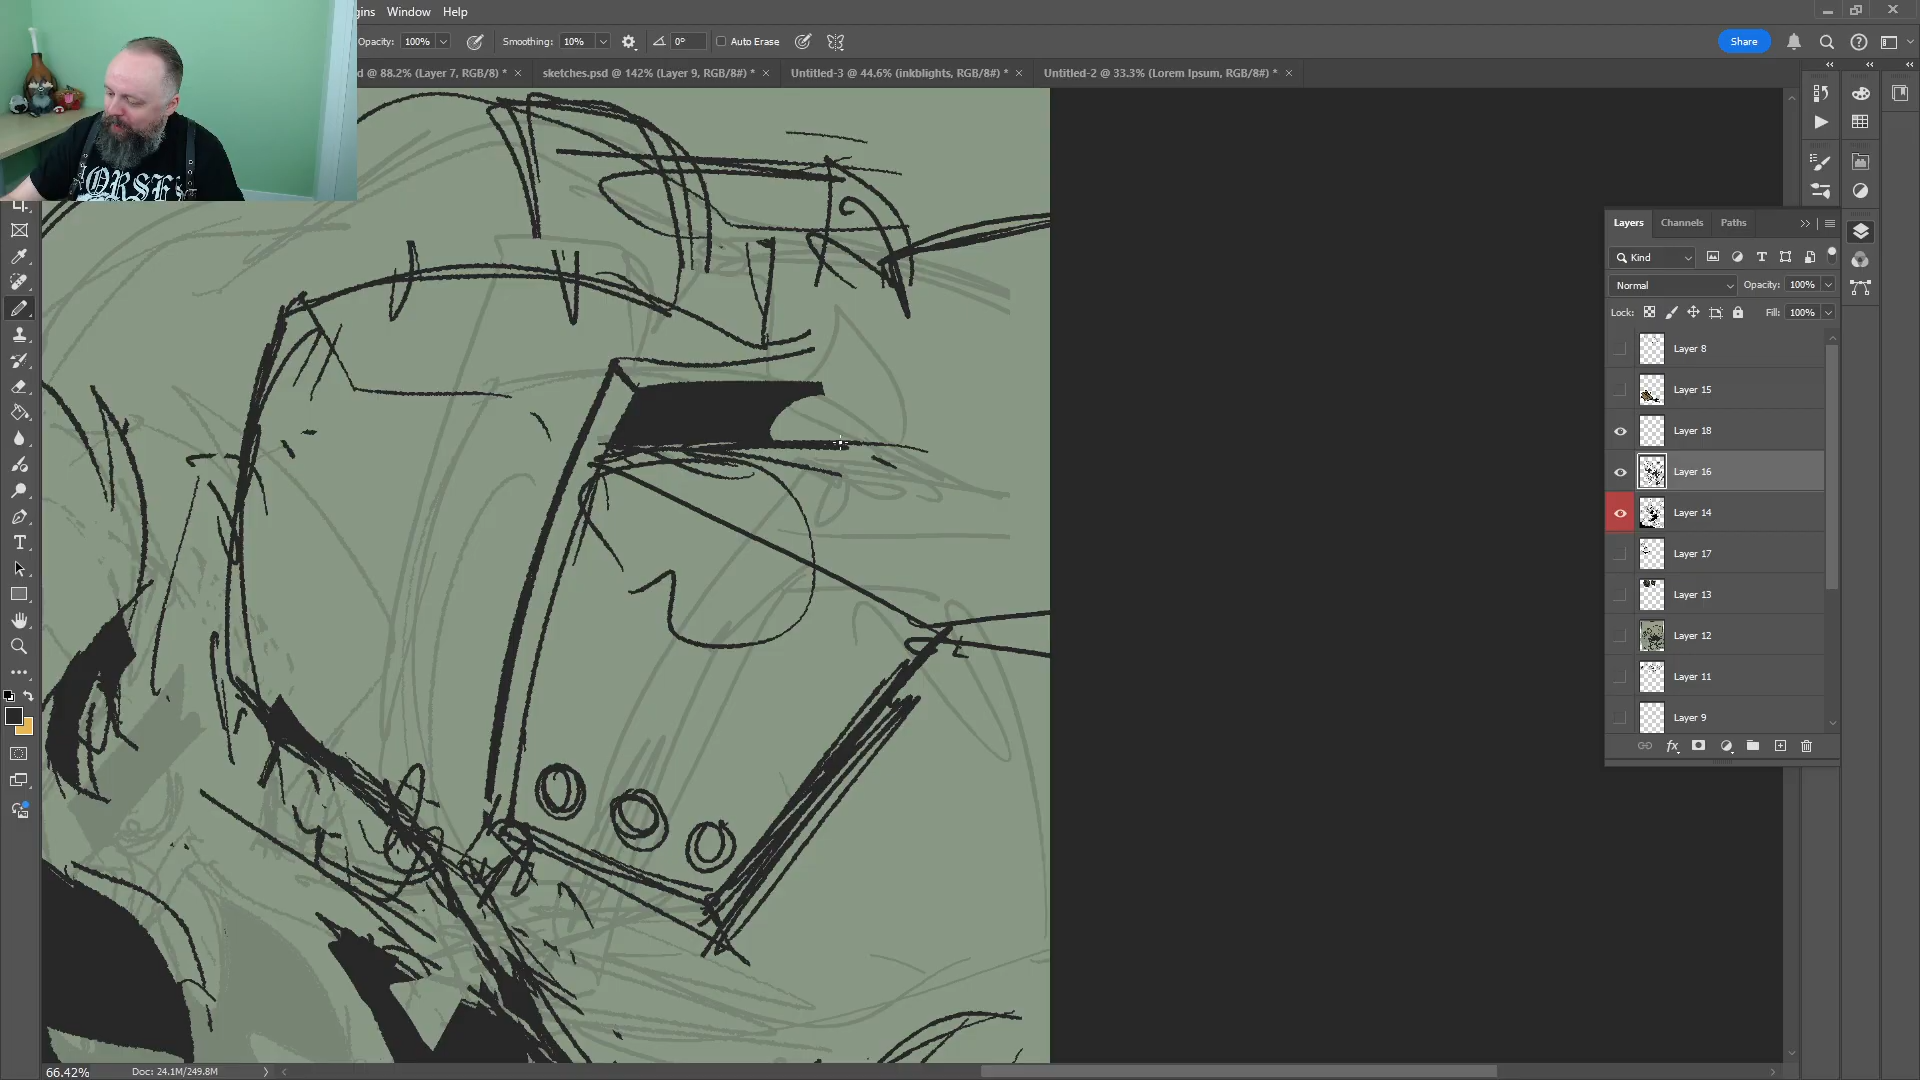 gins Window Help
Opacity: 100% Smoothing: 10% 0° Auto Erase Share
d @ 88.2% (Layer 7, RGB/8) * × sketches.psd @ 142% (Layer 9, RGB/8#) * × Untitled-3 @ 44.6% (inkblights, RGB/8#) * × Untitled-2 @ 33.3% (Lorem Ipsum, RGB/8#) * ×
Layers Channels Paths
Kind
Normal Opacity: 100%
Lock: Fill: 100%
Layer 8
Layer 15
Layer 18
Layer 16
Layer 14
Layer 17
Layer 13
Layer 12
Layer 11
Layer 9
66.42% Doc: 24.1M/249.8M